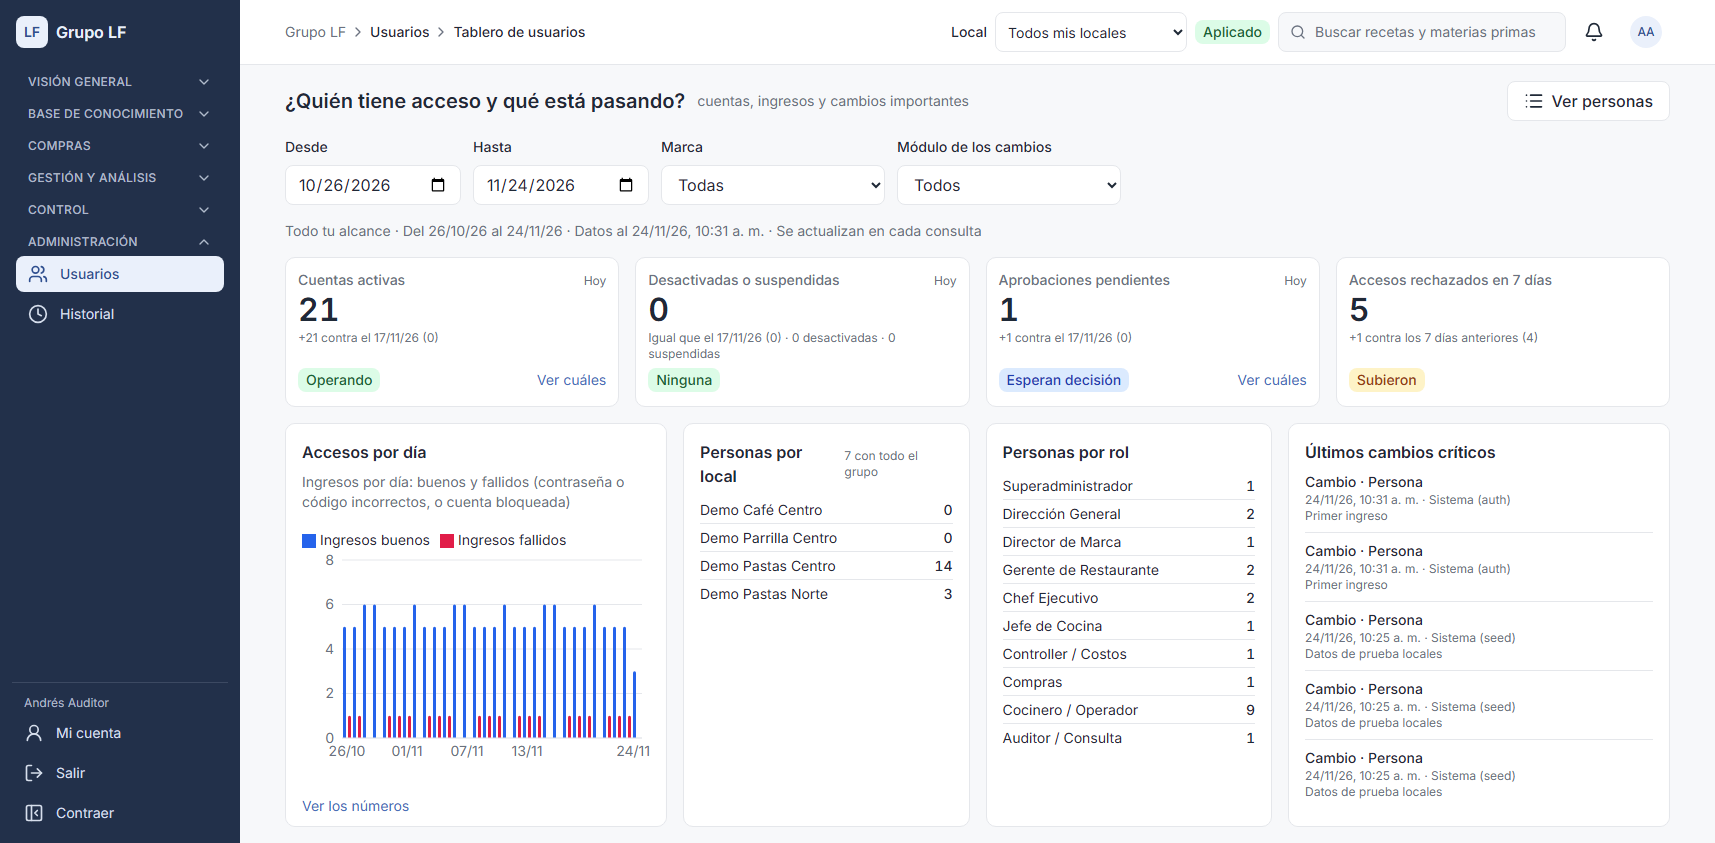 LF Grupo LF
VISIÓN GENERAL
BASE DE CONOCIMIENTO
COMPRAS
GESTIÓN Y ANÁLISIS
CONTROL
ADMINISTRACIÓN
Usuarios
Historial
Andrés Auditor
Mi cuenta
Salir
Contraer
Grupo LF > Usuarios > Tablero de usuarios
Local Todos mis locales Aplicado Buscar recetas y materias primas AA
¿Quién tiene acceso y qué está pasando? cuentas, ingresos y cambios importantes
Ver personas
Desde Hasta Marca Módulo de los cambios
10/26/2026 11/24/2026 Todas Todos
Todo tu alcance · Del 26/10/26 al 24/11/26 · Datos al 24/11/26, 10:31 a. m. · Se actualizan en cada consulta
Cuentas activas Hoy
21
+21 contra el 17/11/26 (0)
Operando Ver cuáles
Desactivadas o suspendidas Hoy
0
Igual que el 17/11/26 (0) · 0 desactivadas · 0
suspendidas
Ninguna
Aprobaciones pendientes Hoy
1
+1 contra el 17/11/26 (0)
Esperan decisión Ver cuáles
Accesos rechazados en 7 días
5
+1 contra los 7 días anteriores (4)
Subieron
Accesos por día
Ingresos por día: buenos y fallidos (contraseña o
código incorrectos, o cuenta bloqueada)
Ingresos buenos Ingresos fallidos
8
6
4
2
0
26/10 01/11 07/11 13/11 24/11
Ver los números
Personas por
local
7 con todo el
grupo
Demo Café Centro 0
Demo Parrilla Centro 0
Demo Pastas Centro 14
Demo Pastas Norte 3
Personas por rol
Superadministrador 1
Dirección General 2
Director de Marca 1
Gerente de Restaurante 2
Chef Ejecutivo 2
Jefe de Cocina 1
Controller / Costos 1
Compras 1
Cocinero / Operador 9
Auditor / Consulta 1
Últimos cambios críticos
Cambio · Persona
24/11/26, 10:31 a. m. · Sistema (auth)
Primer ingreso
Cambio · Persona
24/11/26, 10:31 a. m. · Sistema (auth)
Primer ingreso
Cambio · Persona
24/11/26, 10:25 a. m. · Sistema (seed)
Datos de prueba locales
Cambio · Persona
24/11/26, 10:25 a. m. · Sistema (seed)
Datos de prueba locales
Cambio · Persona
24/11/26, 10:25 a. m. · Sistema (seed)
Datos de prueba locales